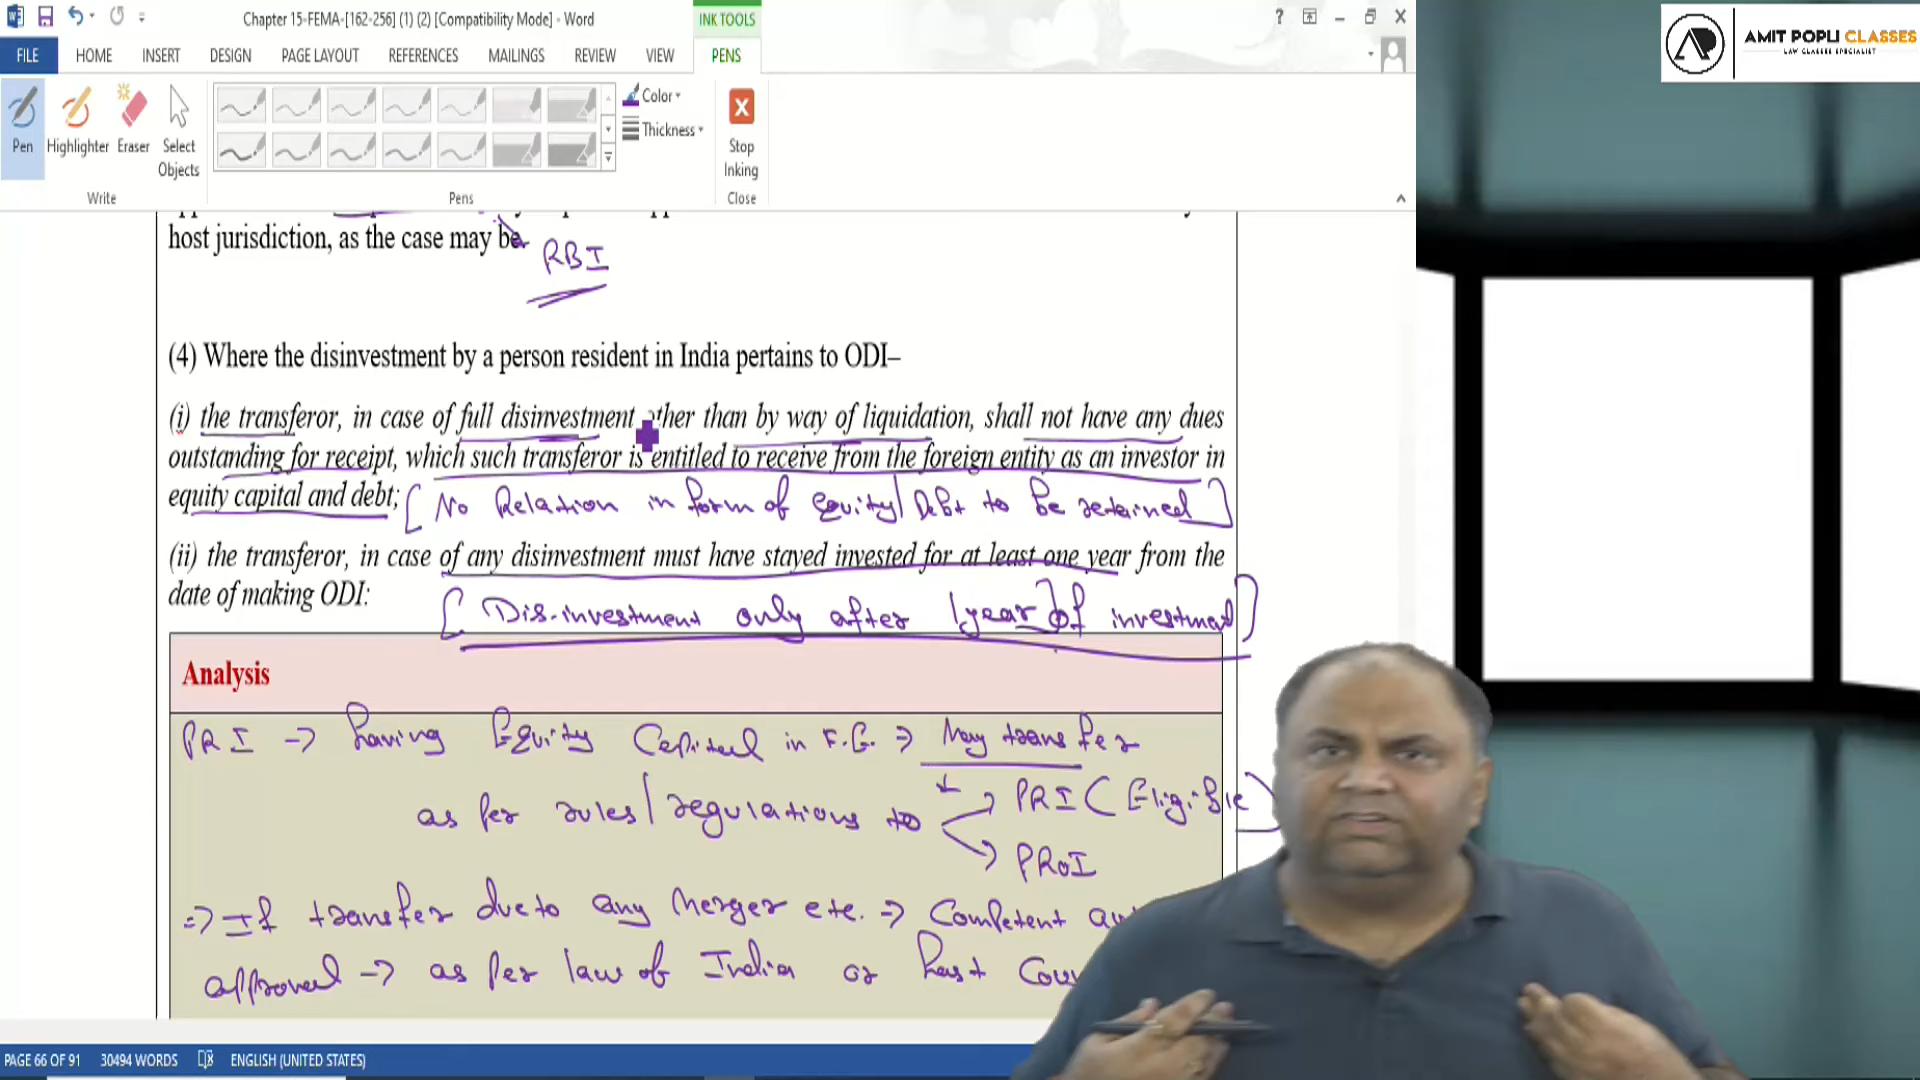 Chapter 15-FEMA-[162-256] (1) (2) [Compatibility Mode] - Word
INK TOOLS
FILE HOME INSERT DESIGN PAGE LAYOUT REFERENCES MAILINGS REVIEW VIEW PENS
AMIT POPLI CLASSES
LAW CLASSES SPECIALIST
Pen Highlighter Eraser Select Objects
Color
Thickness
Stop Inking
Write Pens Close
host jurisdiction, as the case may be.
RBI
(4) Where the disinvestment by a person resident in India pertains to ODI–
(i) the transferor, in case of full disinvestment other than by way of liquidation, shall not have any dues
outstanding for receipt, which such transferor is entitled to receive from the foreign entity as an investor in
equity capital and debt;
[No Relation in form of equity/Debt to be retained]
(ii) the transferor, in case of any disinvestment must have stayed invested for at least one year from the
date of making ODI:
[Dis-investment only after 1year] of investment]
Analysis
PRI -> having Equity Capital in F.E. => May transfer
as per rules/regulations to PRI (Eligible)
PROI
=> If transfer due to any merger etc. => Competent
approval -> as per law of India or host
PAGE 66 OF 91 30494 WORDS ENGLISH (UNITED STATES)